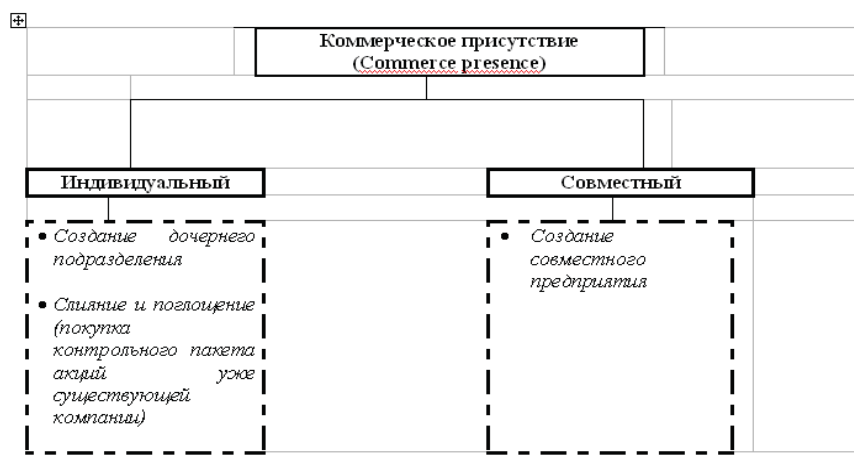 Коммерческое присутствие
(Commerce presence)
Индивидуальный
Совместный
• Создание дочернего
подразделения
• Слияние и поглощение
(покупка
контрольного пакета
акций уже
существующей
компании)
• Создание
совместного
предприятия